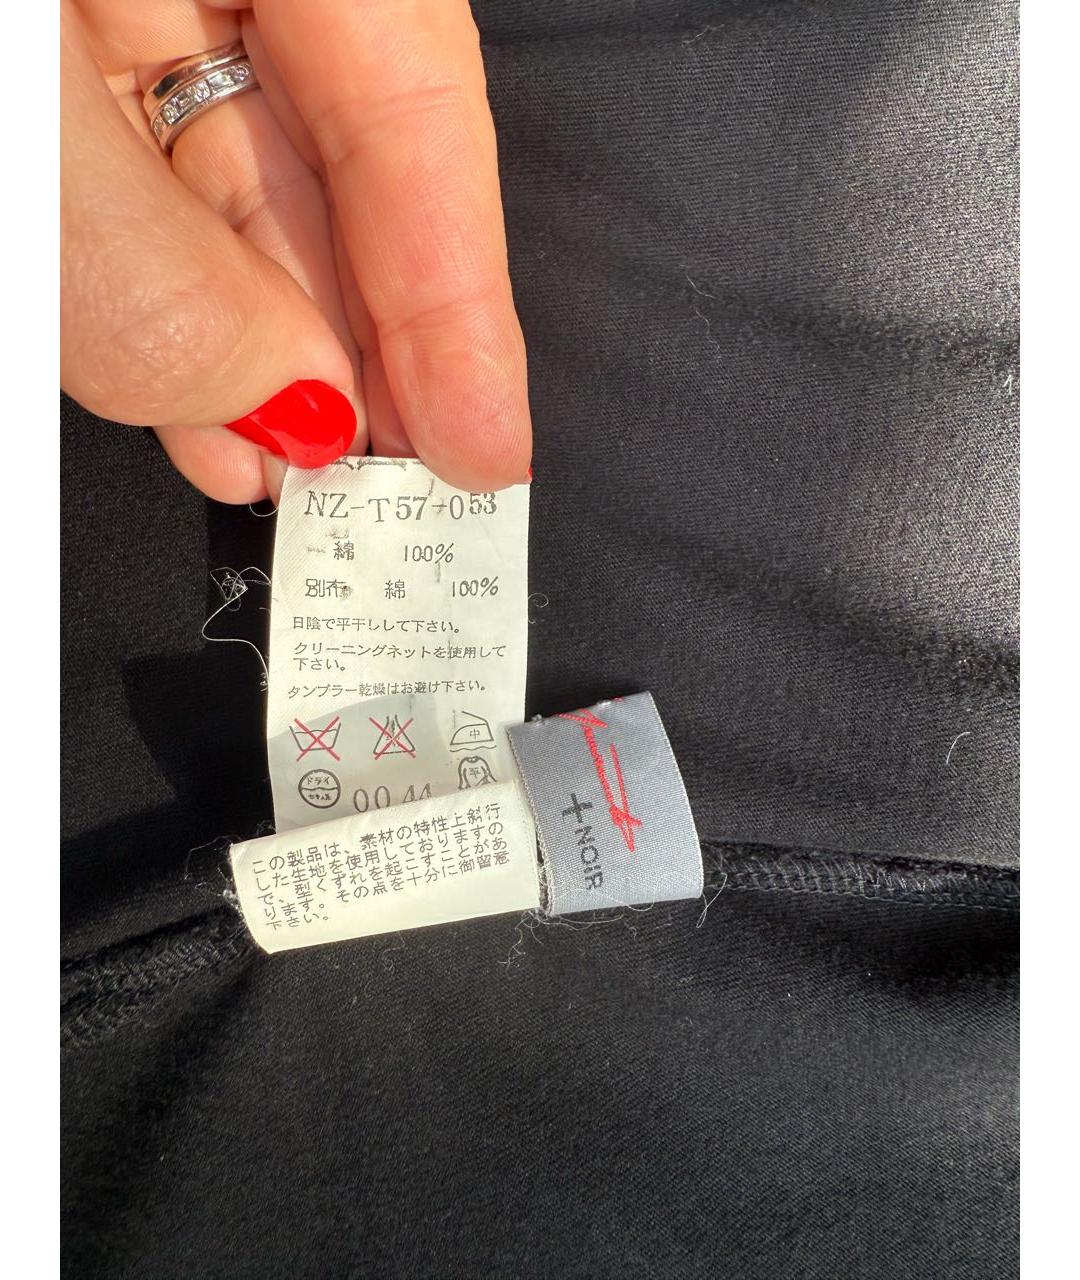 NZ-T57-053
綿 100%
別布 綿 100%
日陰で平干しして下さい。
クリーニングネットを使用して
下さい。
タンブラー乾燥はお避け下さい。
中
ドライ
平
+NOIR
この製品は、素材の特性上斜行
した生地を使用しておりますの
で、型くずれを起こすことがあ
ります。その点を十分に御留意
下さい。